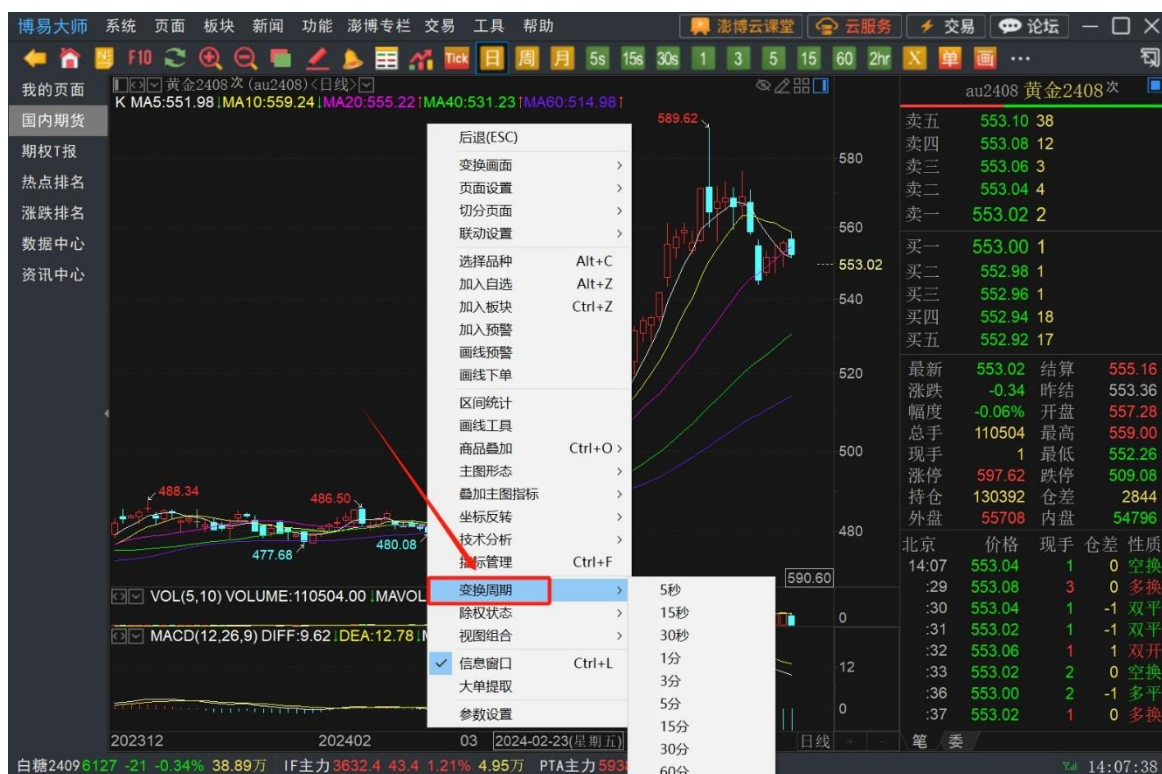 博易大师 系统 页面 板块 新闻 功能 澎博专栏 交易 工具 帮助 澎博云课堂 云服务 交易 论坛
F10 Tick 日 周 月 5s 15s 30s 1 3 5 15 60 2hr X 单 画 ...
我的页面
国内期货
期权T报
热点排名
涨跌排名
数据中心
资讯中心
黄金2408次 (au2408)<日线>
K MA5:551.98↓MA10:559.24↓MA20:555.22↑MA40:531.23↑MA60:514.98↑
589.62
580
560
553.02
540
520
500
480
488.34
486.50
477.68
480.08
590.60
VOL(5,10) VOLUME:110504.00↓MAVOL
0
MACD(12,26,9) DIFF:9.62↓DEA:12.78↓
12
0
202312 202402 03 2024-02-23(星期五) 日线 + -
后退(ESC)
变换画面
页面设置
切分页面
联动设置
选择品种 Alt+C
加入自选 Alt+Z
加入板块 Ctrl+Z
加入预警
画线预警
画线下单
区间统计
画线工具
商品叠加 Ctrl+O
主图形态
叠加主图指标
坐标反转
技术分析
指标管理 Ctrl+F
变换周期
除权状态
视图组合
信息窗口 Ctrl+L
大单提取
参数设置
5秒
15秒
30秒
1分
3分
5分
15分
30分
60分
au2408 黄金2408次
卖五 553.10 38
卖四 553.08 12
卖三 553.06 3
卖二 553.04 4
卖一 553.02 2
买一 553.00 1
买二 552.98 1
买三 552.96 1
买四 552.94 18
买五 552.92 17
最新 553.02 结算 555.16
涨跌 -0.34 昨结 553.36
幅度 -0.06% 开盘 557.28
总手 110504 最高 559.00
现手 1 最低 552.26
涨停 597.62 跌停 509.08
持仓 130392 仓差 2844
外盘 55708 内盘 54796
北京 价格 现手 仓差 性质
14:07 553.04 1 0 空换
:29 553.08 3 0 多换
:30 553.04 1 -1 双平
:31 553.02 1 -1 双平
:32 553.06 1 1 双开
:33 553.02 2 0 空换
:36 553.00 2 -1 多平
:37 553.02 1 0 多换
笔 委
白糖2409 6127 -21 -0.34% 38.89万 IF主力 3632.4 43.4 1.21% 4.95万 PTA主力 14:07:38